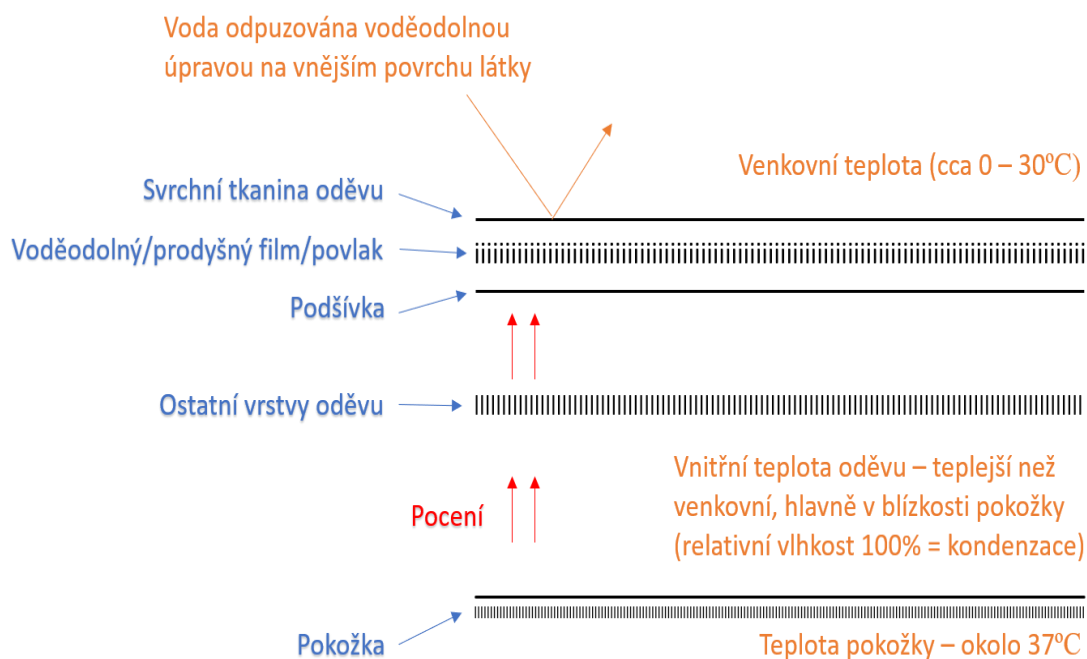 Voda odpuzována voděodolnou
úpravou na vnějším povrchu látky
Venkovní teplota (cca 0 – 30°C)
Svrchní tkanina oděvu
Voděodolný/prodyšný film/povlak
Podšívka
Ostatní vrstvy oděvu
Vnitřní teplota oděvu – teplejší než
venkovní, hlavně v blízkosti pokožky
(relativní vlhkost 100% = kondenzace)
Pocení
Pokožka
Teplota pokožky – okolo 37°C